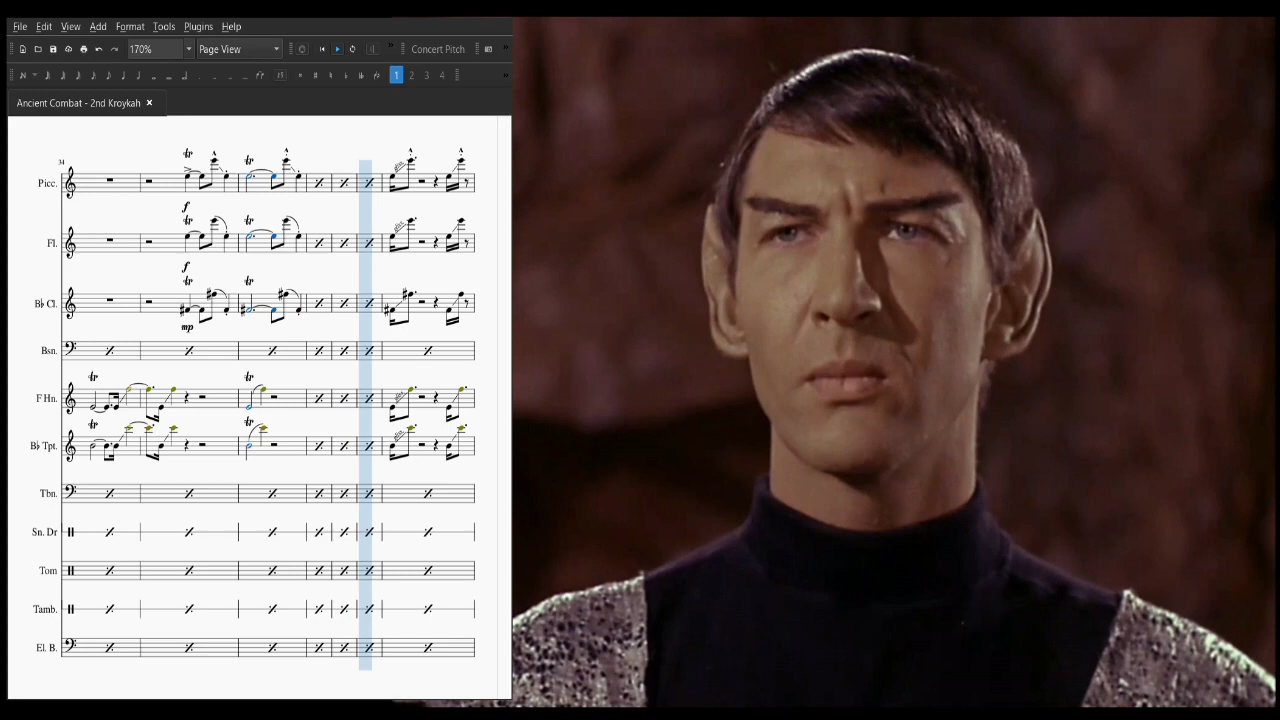 File Edit View Add Format Tools Plugins Help
170% Page View Concert Pitch
1 2 3 4
Ancient Combat - 2nd Kroykah
34
Picc.
f
Fl.
f
B♭ Cl.
mp
Bsn.
F Hn.
B♭ Tpt.
Tbn.
Sn. Dr
Tom
Tamb.
El. B.